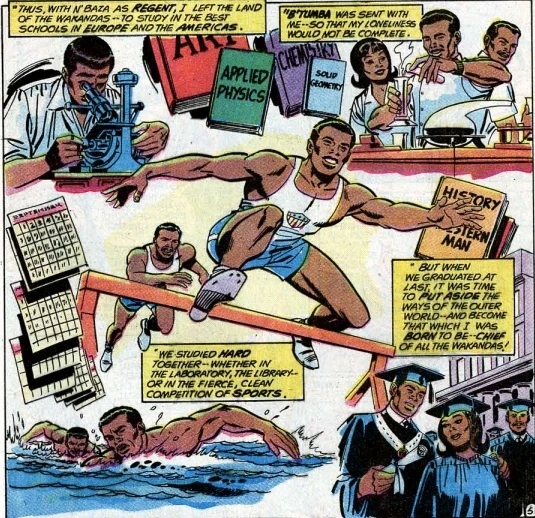 "THUS, WITH N'BAZA AS REGENT, I LEFT THE LAND
OF THE WAKANDAS--TO STUDY IN THE BEST
SCHOOLS IN EUROPE AND THE AMERICAS.
"B'TUMBA WAS SENT WITH
ME--SO THAT MY LONELINESS
WOULD NOT BE COMPLETE.
ART
APPLIED
PHYSICS
CHEMISTRY
SOLID
GEOMETRY
HISTORY
WESTERN
MAN
"BUT WHEN
WE GRADUATED AT
LAST, IT WAS TIME
TO PUT ASIDE THE
WAYS OF THE OUTER
WORLD--AND BECOME
THAT WHICH I WAS
BORN TO BE--CHIEF
OF ALL THE WAKANDAS!
"WE STUDIED HARD
TOGETHER--WHETHER IN
THE LABORATORY, THE LIBRARY--
OR IN THE FIERCE, CLEAN
COMPETITION OF SPORTS.
6